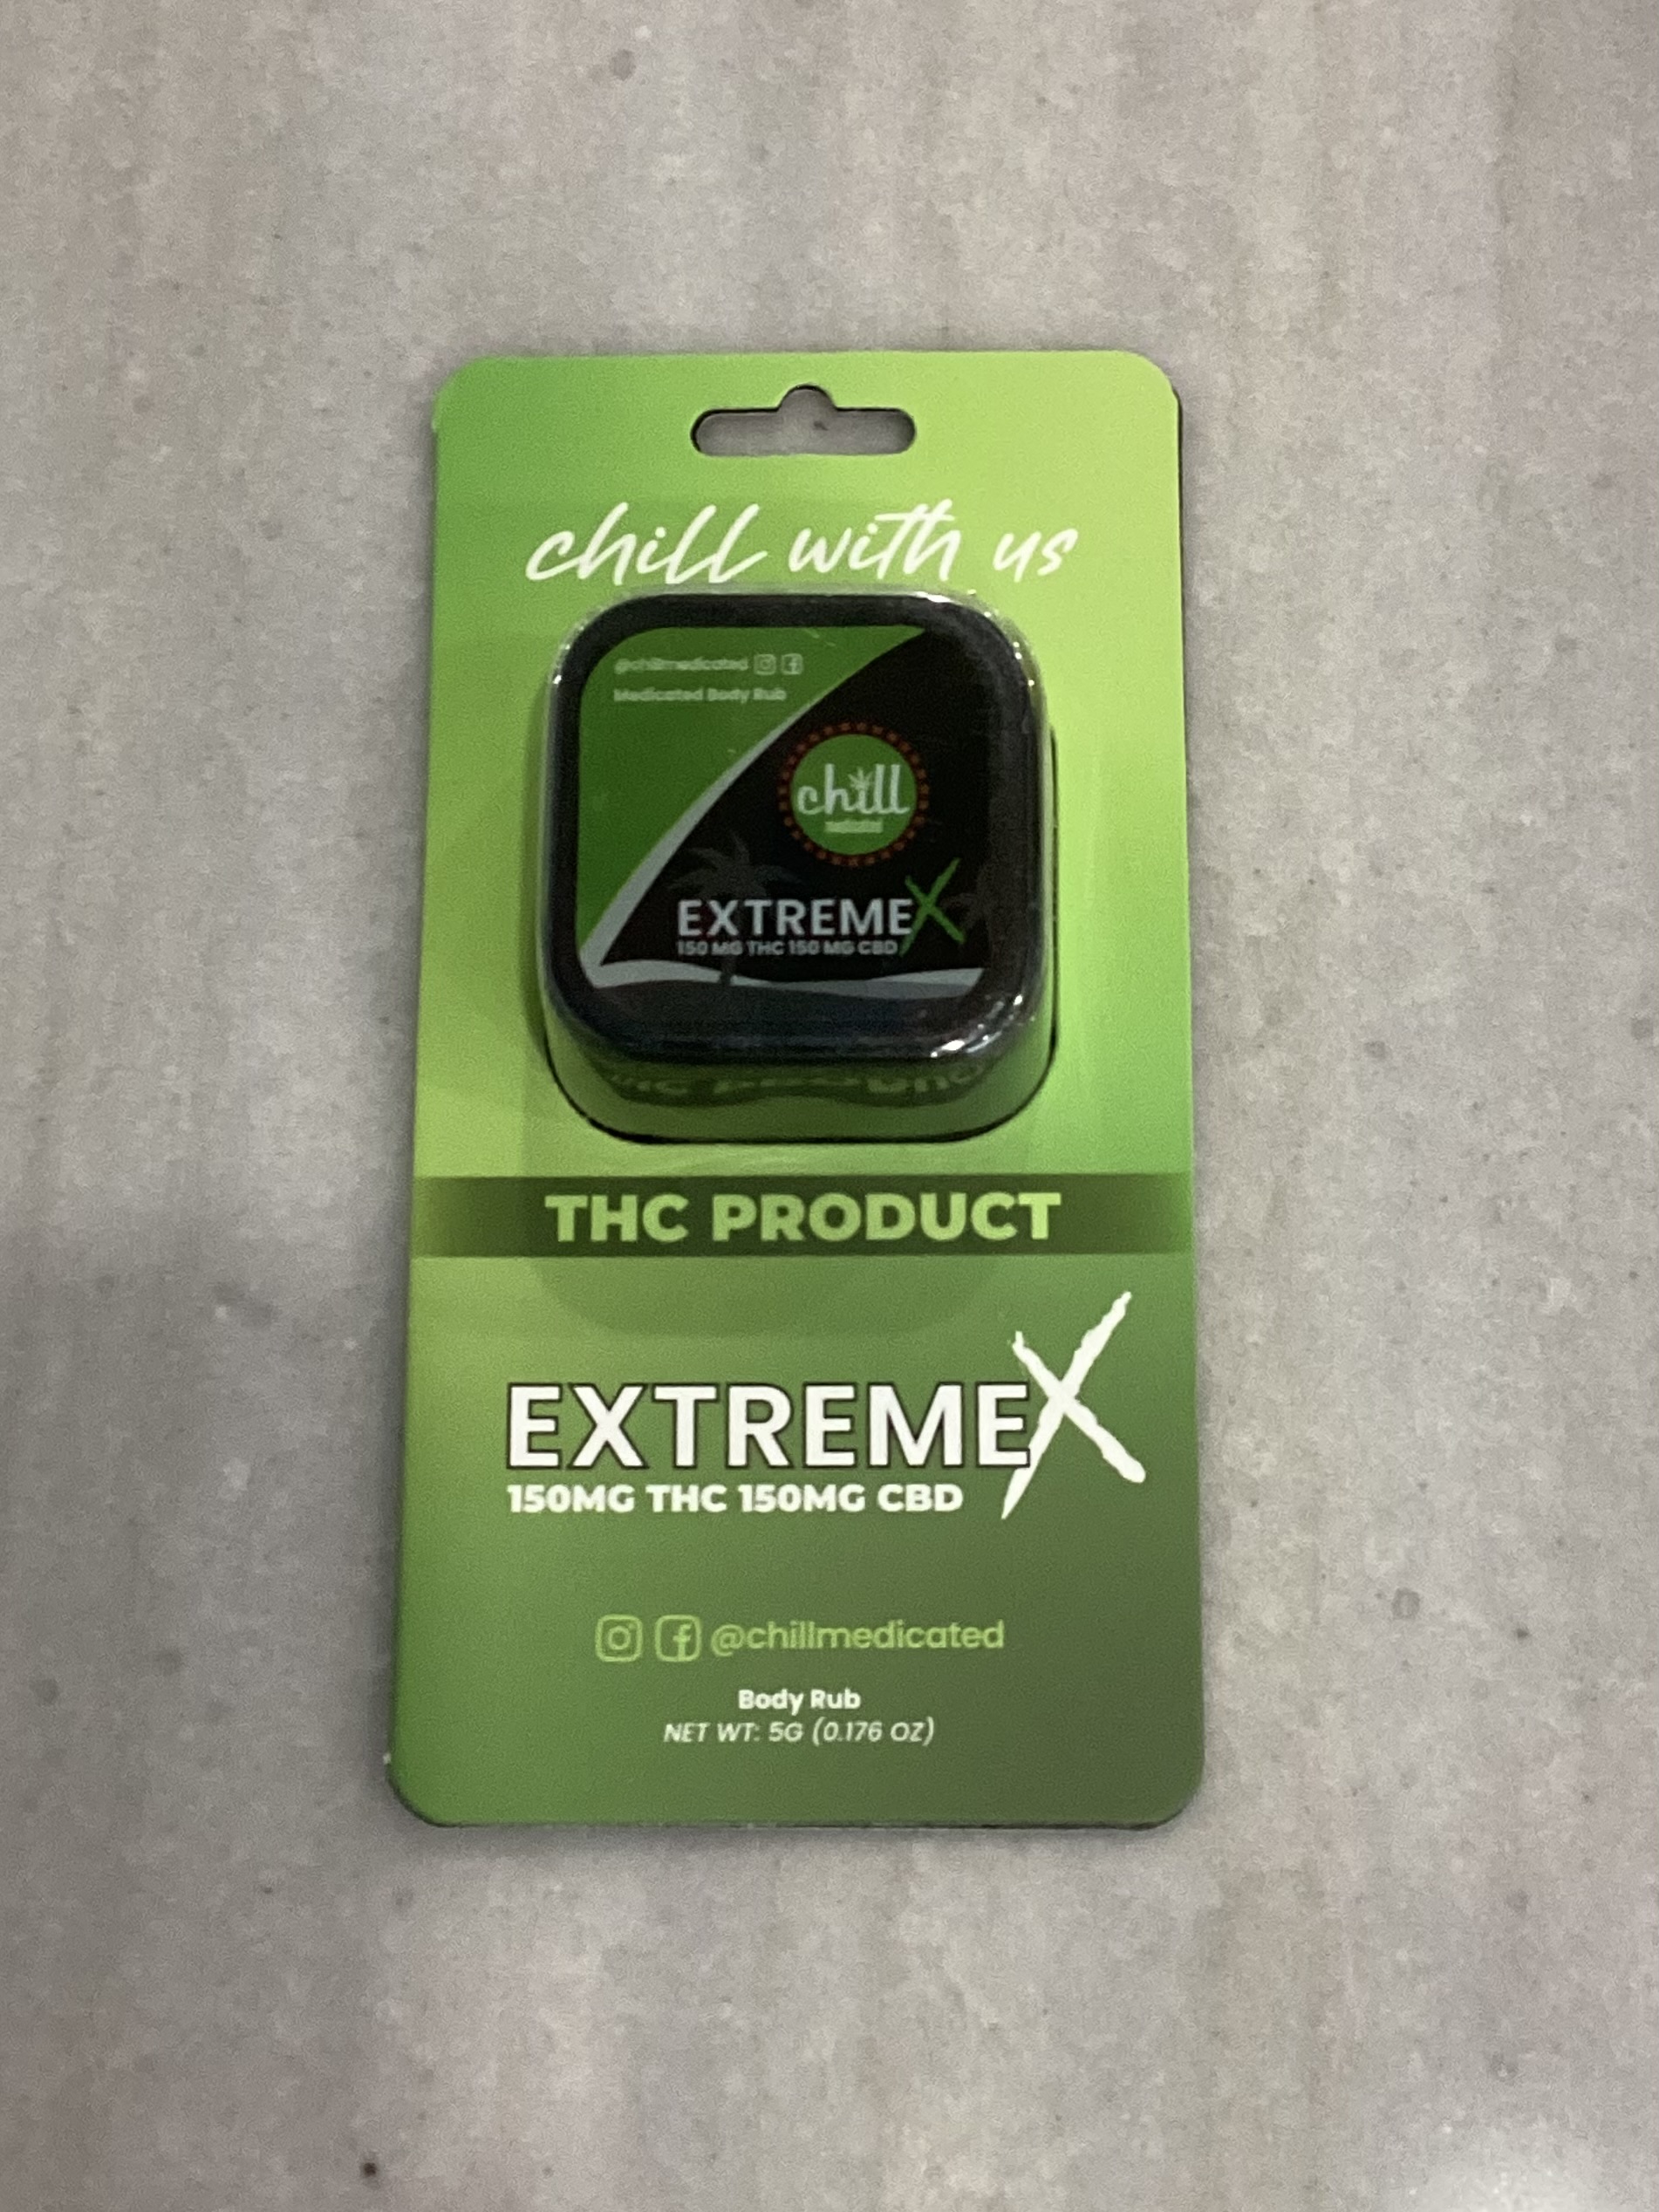 chill with us
@chillmedicated
Medicated Body Rub
chill
medicated
EXTREMEX
150 MG THC 150 MG CBD
THC PRODUCT
EXTREMEX
150MG THC 150MG CBD
@chillmedicated
Body Rub
NET WT: 5G (0.176 OZ)